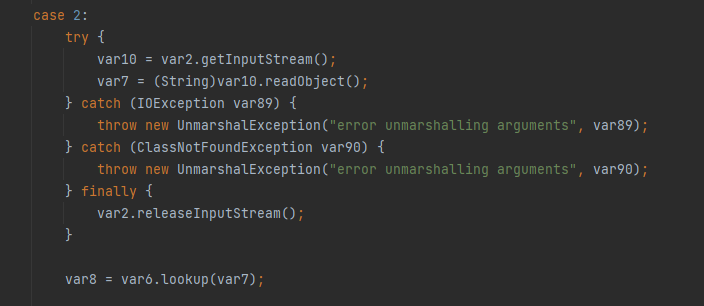 case 2:
try {
var10 = var2.getInputStream();
var7 = (String)var10.readObject();
} catch (IOException var89) {
throw new UnmarshalException("error unmarshalling arguments", var89);
} catch (ClassNotFoundException var90) {
throw new UnmarshalException("error unmarshalling arguments", var90);
} finally {
var2.releaseInputStream();
}
var8 = var6.lookup(var7);